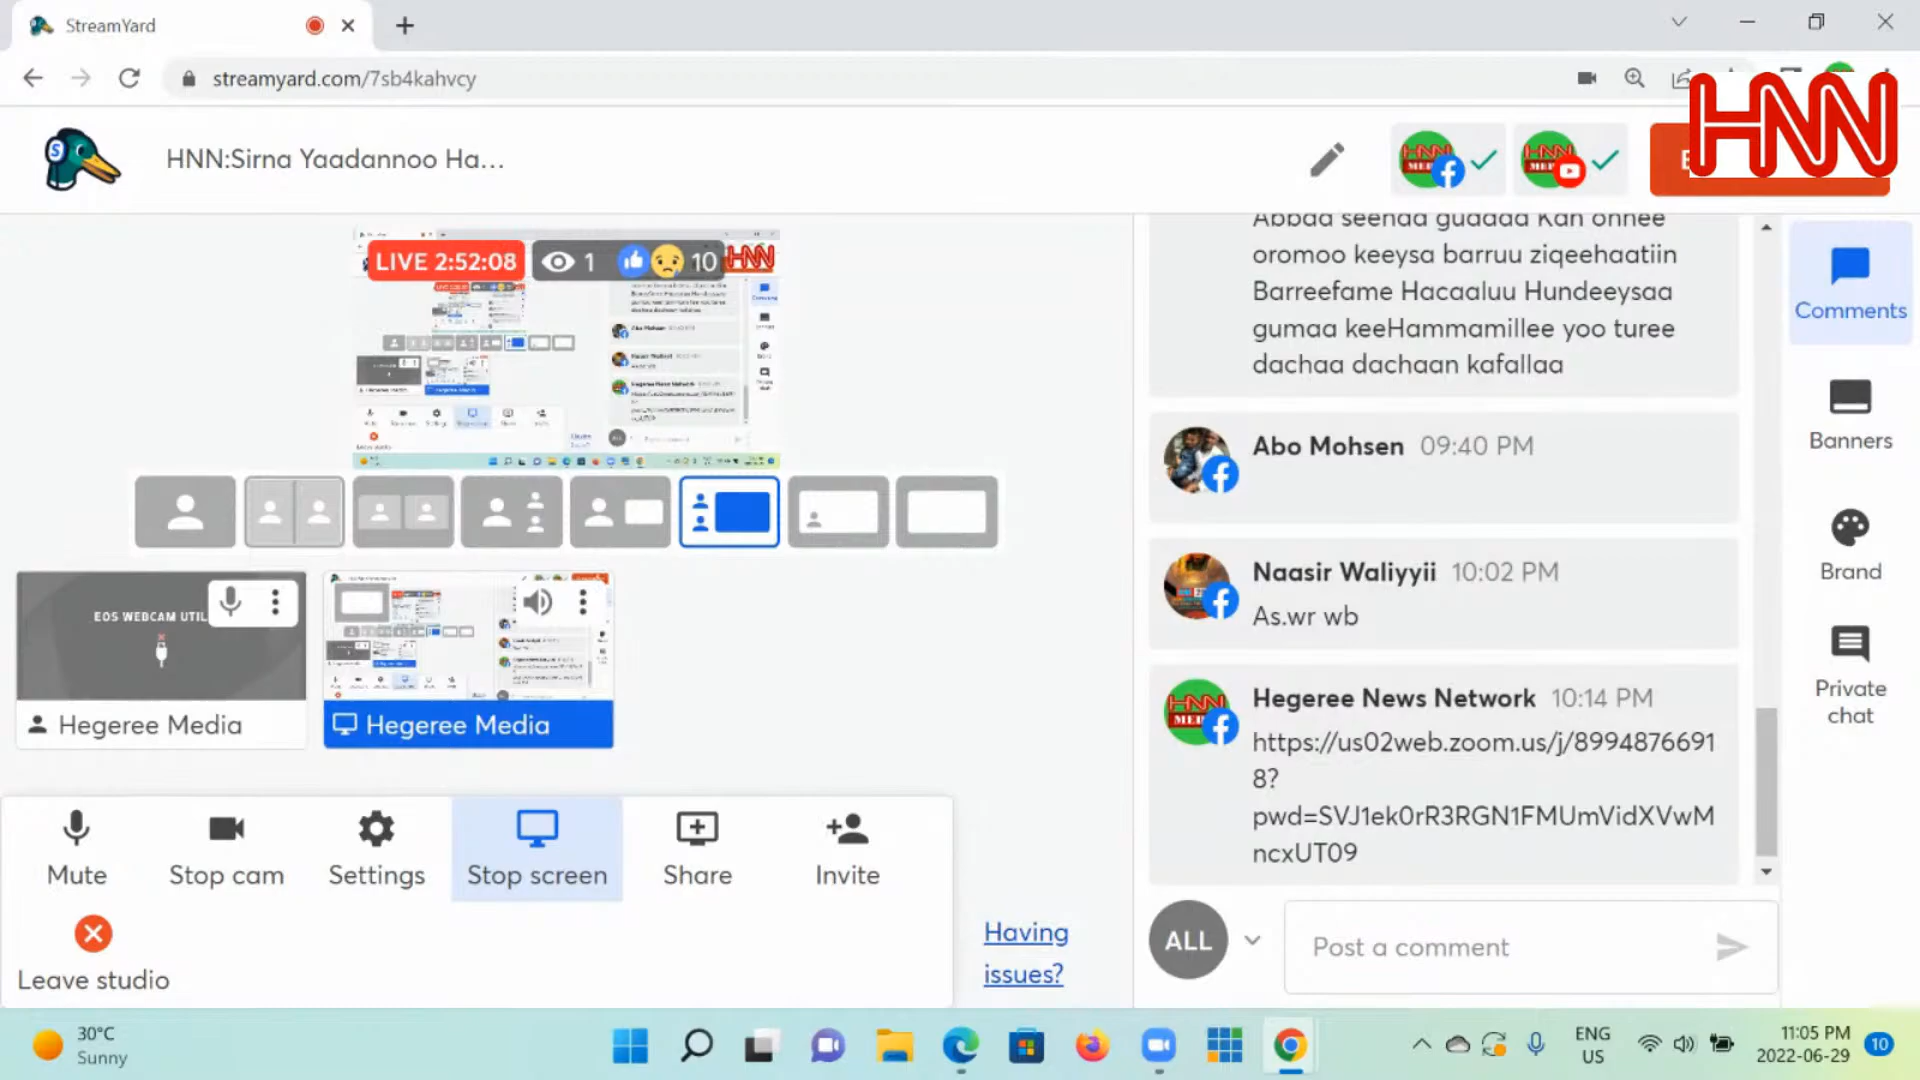 StreamYard
streamyard.com/7sb4kahvcy
HNN
HNN:Sirna Yaadannoo Ha...
LIVE 2:52:08
1
10
HNN
EOS WEBCAM UTIL
Hegeree Media
Hegeree Media
Mute
Stop cam
Settings
Stop screen
Share
Invite
Leave studio
Having
issues?
Abbaa seenaa guddaa Kan onnee
oromoo keeysa barruu ziqeehaatiin
Barreefame Hacaaluu Hundeeysaa
gumaa keeHammamillee yoo turee
dachaa dachaan kafallaa
Abo Mohsen 09:40 PM
Naasir Waliyyii 10:02 PM
As.wr wb
Hegeree News Network 10:14 PM
https://us02web.zoom.us/j/8994876691
8?
pwd=SVJ1ek0rR3RGN1FMUmVidXVwM
ncxUT09
ALL
Post a comment
Comments
Banners
Brand
Private
chat
30°C
Sunny
ENG
US
11:05 PM
2022-06-29
10